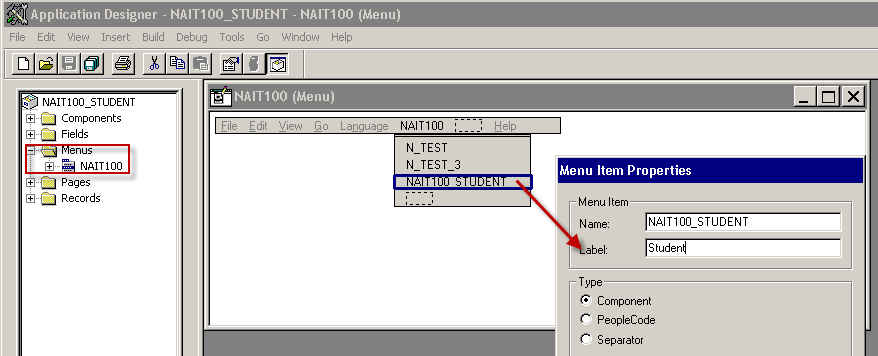 Application Designer - NAIT100_STUDENT - NAIT100 (Menu)
File Edit View Insert Build Debug Tools Go Window Help
NAIT100_STUDENT
Components
Fields
Menus
NAIT100
Pages
Records
NAIT100 (Menu)
File Edit View Go Language NAIT100 Help
N_TEST
N_TEST_3
NAIT100_STUDENT
Menu Item Properties
Menu Item
Name: NAIT100_STUDENT
Label: Student
Type
Component
PeopleCode
Separator